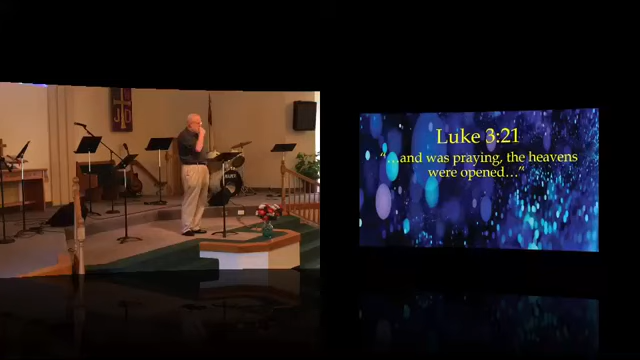 Luke 3:21
"...and was praying, the heavens
were opened..."